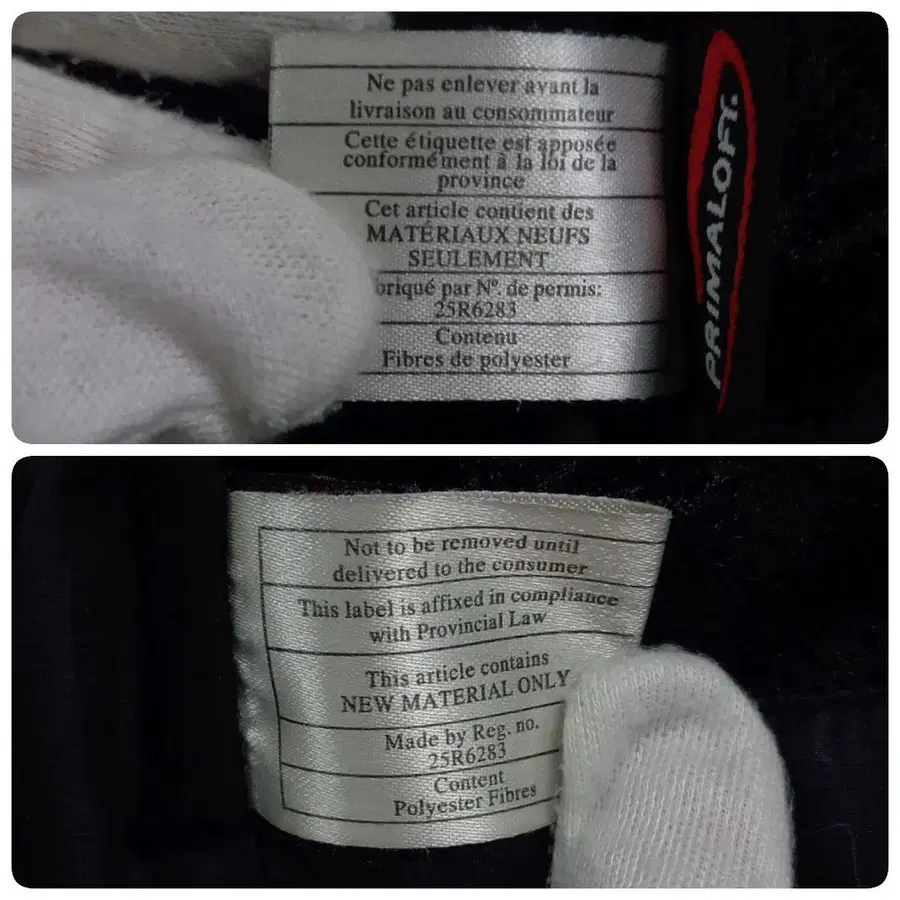 Ne pas enlever avant la
livraison au consommateur
Cette étiquette est apposée
conformément à la loi de la
province
Cet article contient des
MATÉRIAUX NEUFS
SEULEMENT
briqué par Nº. de permis:
25R6283
Contenu
Fibres de polyester
PRIMALOFT.
Not to be removed until
delivered to the consumer
This label is affixed in compliance
with Provincial Law
This article contains
NEW MATERIAL ONLY
Made by Reg. no.
25R6283
Content
Polyester Fibres